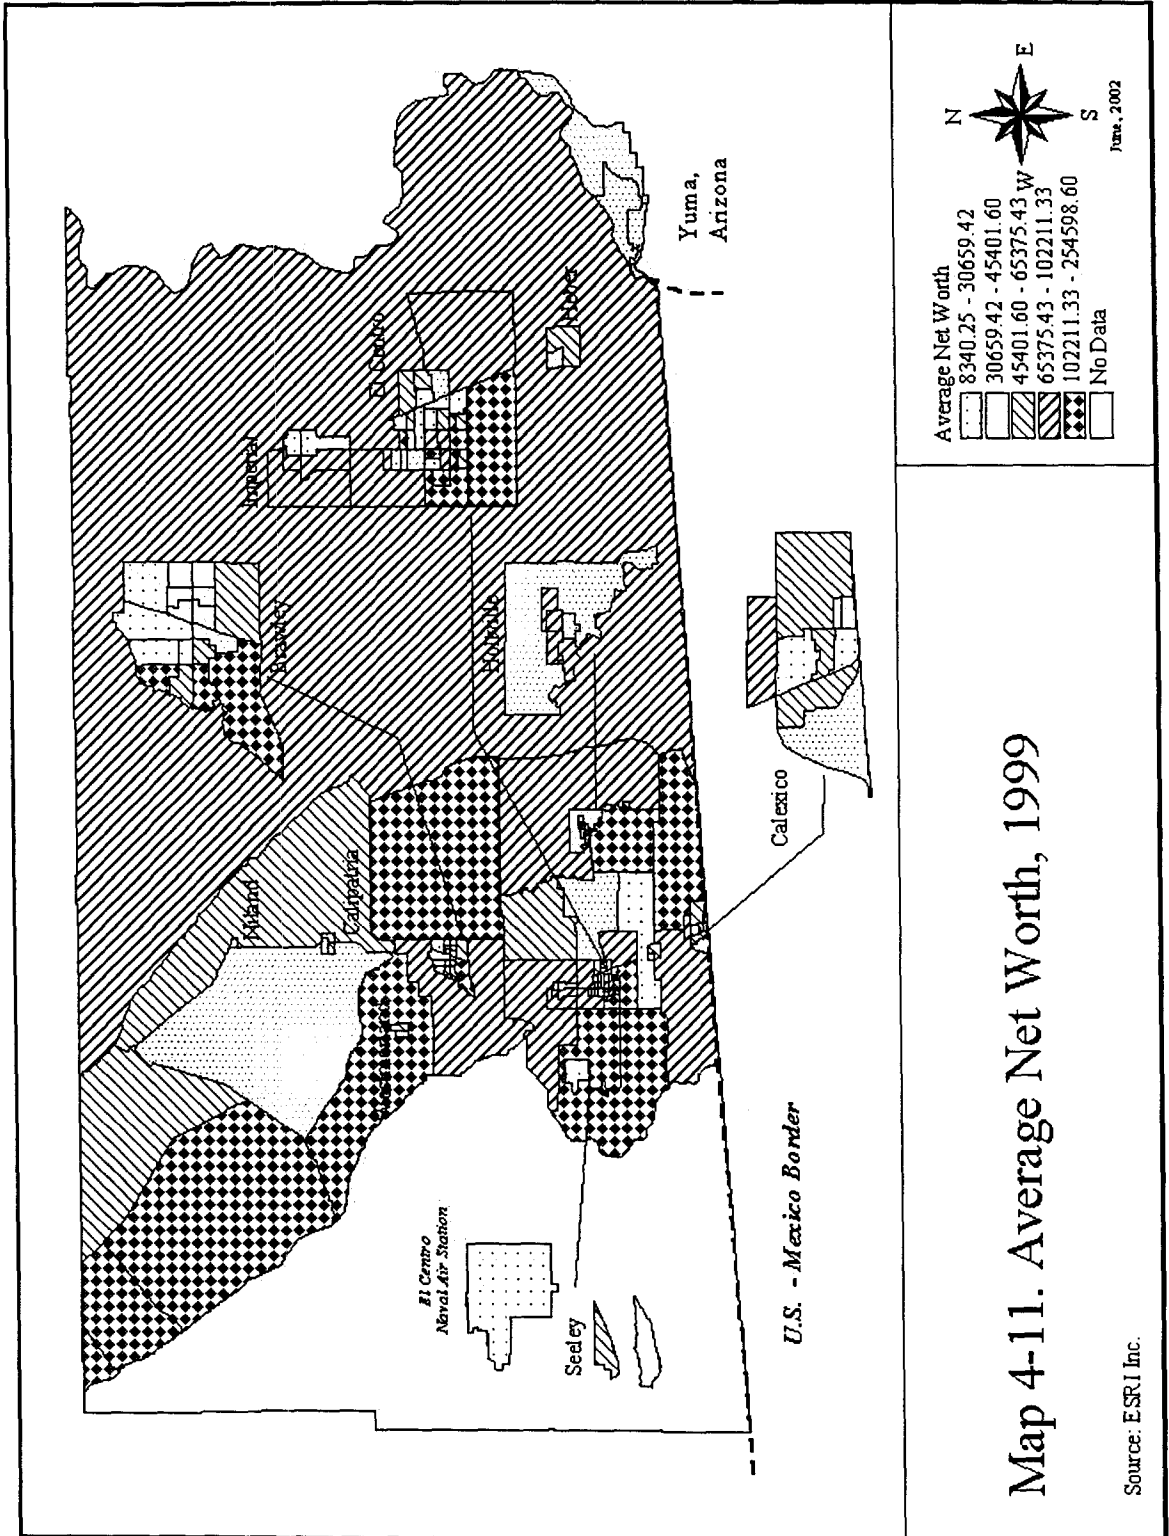 Imperial
El Centro
Heber
Brawley
Holtville
Niland
Calipatria
Westmorland
Yuma,
Arizona
Calexico
El Centro
Naval Air Station
Seeley
U.S. - Mexico Border
Map 4-11. Average Net Worth, 1999
Source: ESRI Inc.
Average Net Worth
8340.25 - 30659.42
30659.42 - 45401.60
45401.60 - 65375.43
65375.43 - 102211.33
102211.33 - 254598.60
No Data
N
E
S
W
June, 2002